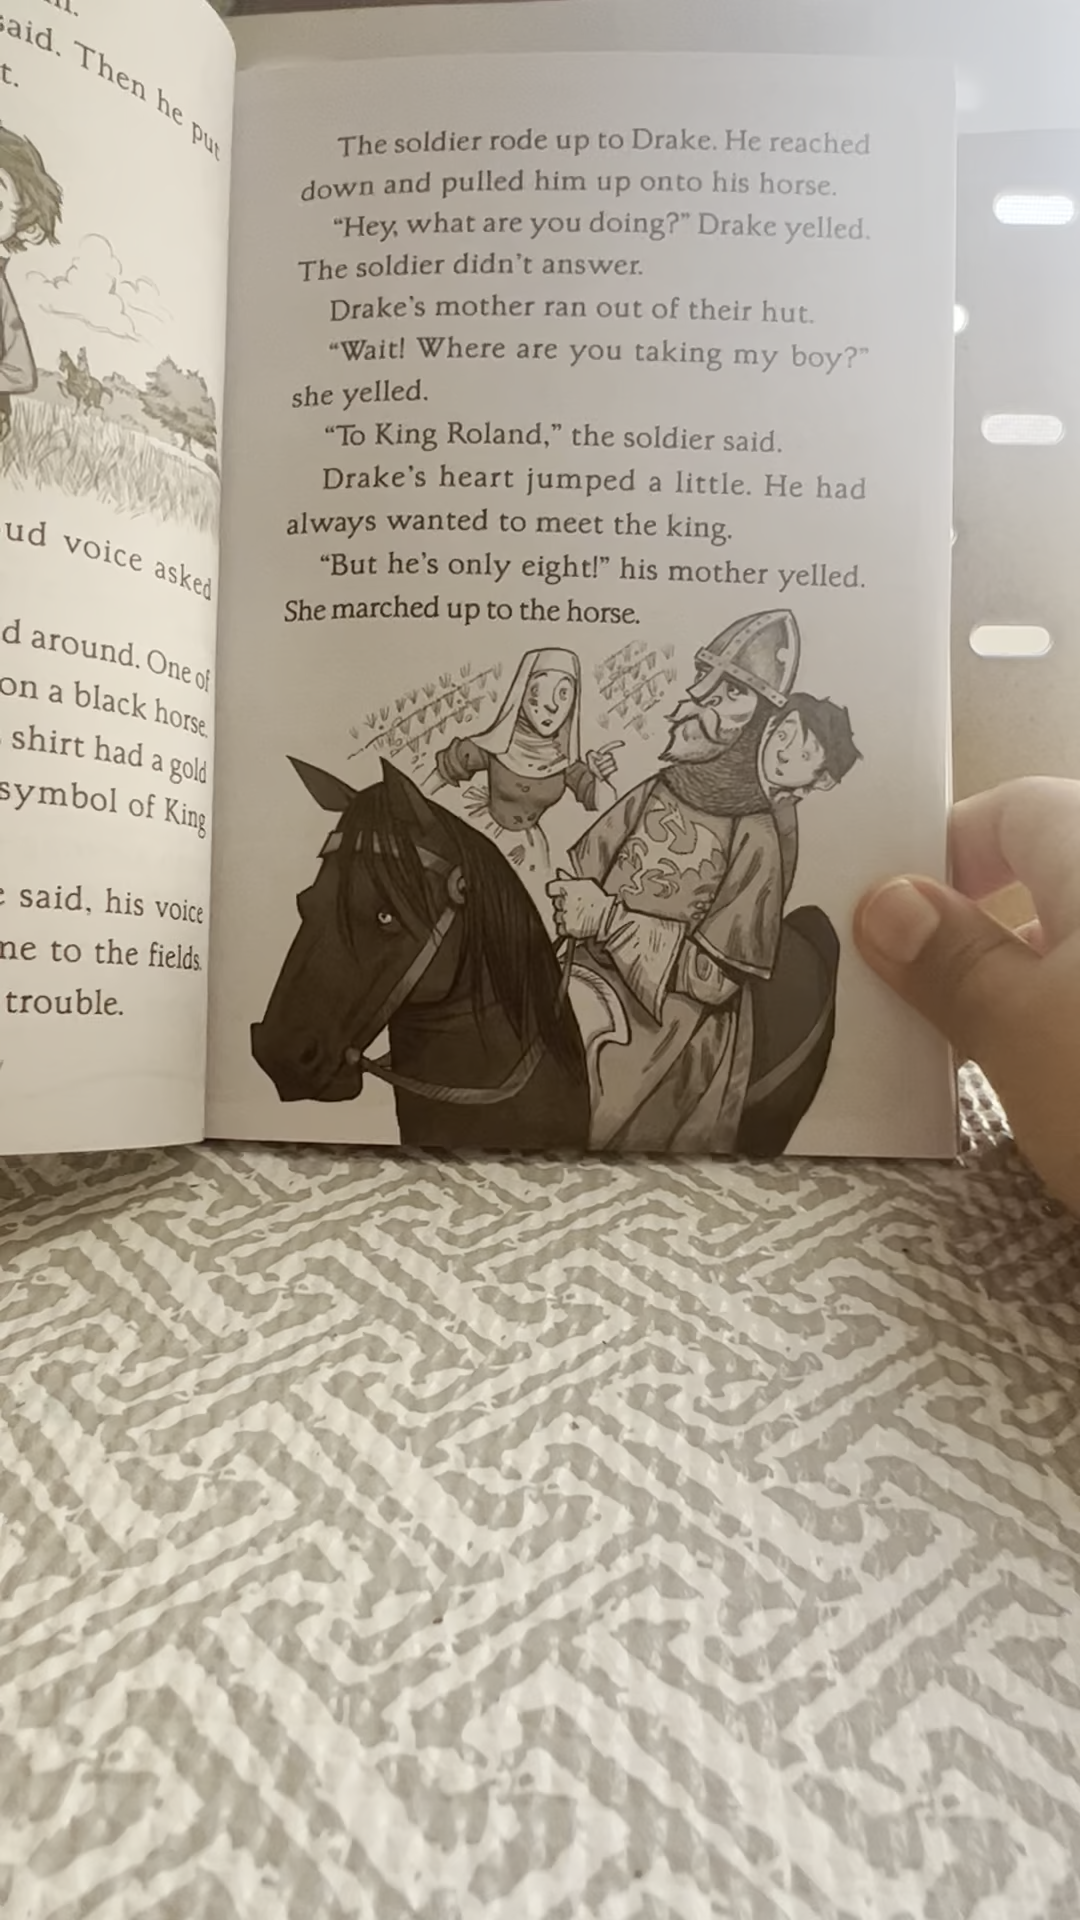 said. Then he put
t.
ud voice asked
d around. One of
on a black horse.
shirt had a gold
symbol of King
said, his voice
me to the fields.
trouble.
The soldier rode up to Drake. He reached
down and pulled him up onto his horse.
“Hey, what are you doing?” Drake yelled.
The soldier didn’t answer.
Drake’s mother ran out of their hut.
“Wait! Where are you taking my boy?”
she yelled.
“To King Roland,” the soldier said.
Drake’s heart jumped a little. He had
always wanted to meet the king.
“But he’s only eight!” his mother yelled.
She marched up to the horse.